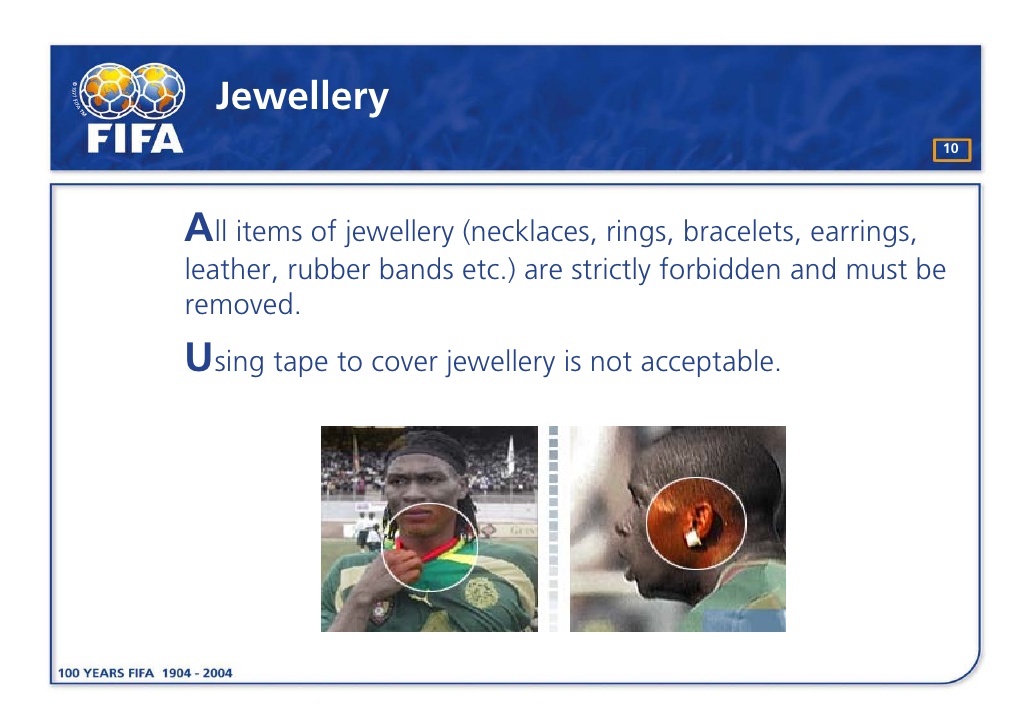 Jewellery
FIFA
10
All items of jewellery (necklaces, rings, bracelets, earrings,
leather, rubber bands etc.) are strictly forbidden and must be
removed.
Using tape to cover jewellery is not acceptable.
100 YEARS FIFA 1904 - 2004